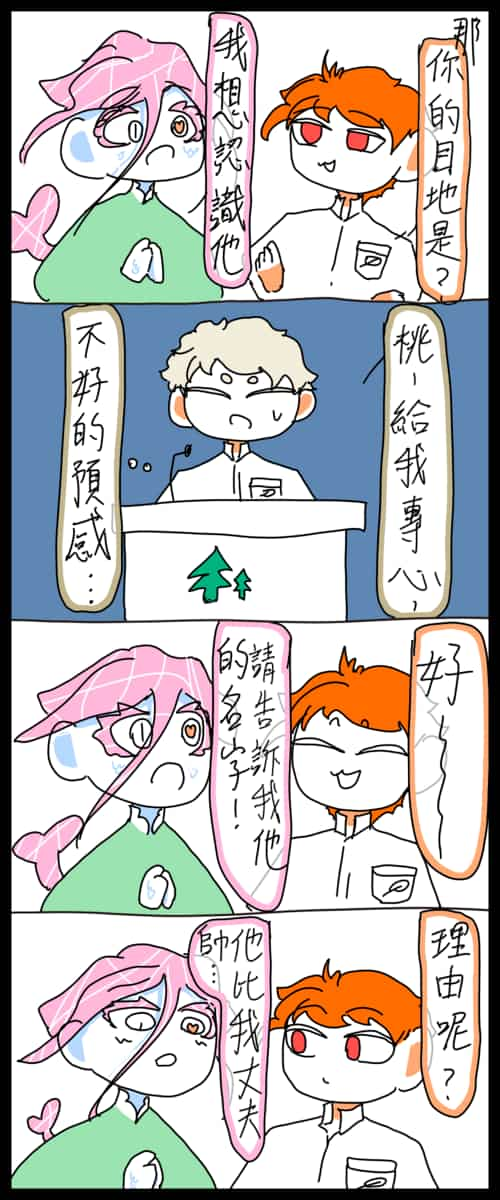 那
你的目地是？
我想認識他
桃－給我專心，
不好的預感…
好～
請告訴我他
的名字！
理由呢？
他比我丈夫
帥…